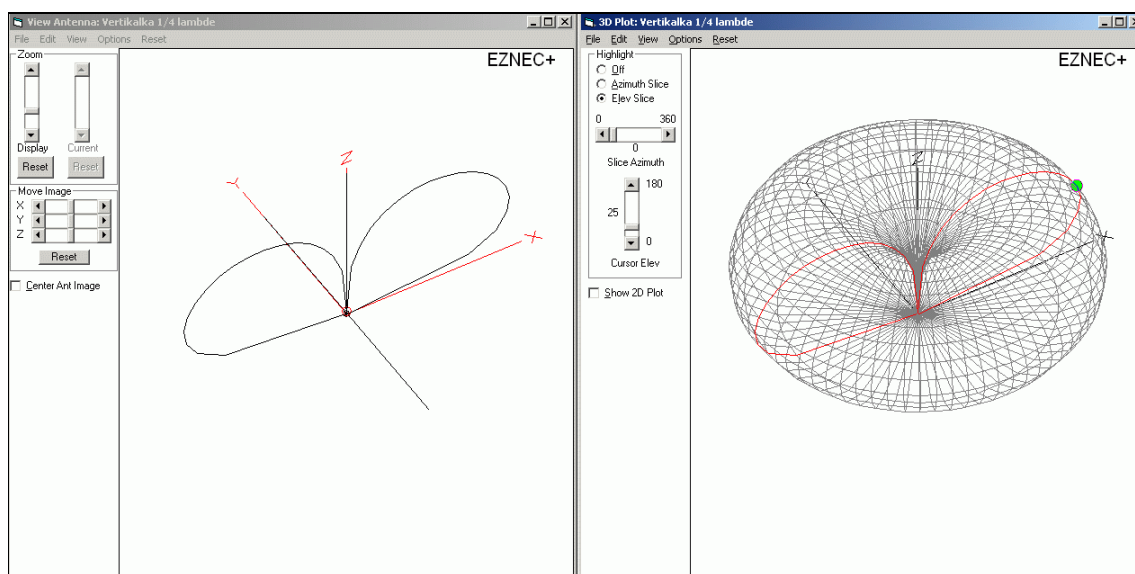 View Antenna: Vertikalka 1/4 lambde
File Edit View Options Reset
Zoom
Display Current
Reset Reset
Move Image
X
Y
Z
Reset
Center Ant Image
EZNEC+
Z
Y
X
3D Plot: Vertikalka 1/4 lambde
File Edit View Options Reset
Highlight
Off
Azimuth Slice
Elev Slice
0 360
0
Slice Azimuth
180
25
0
Cursor Elev
Show 2D Plot
EZNEC+
Z